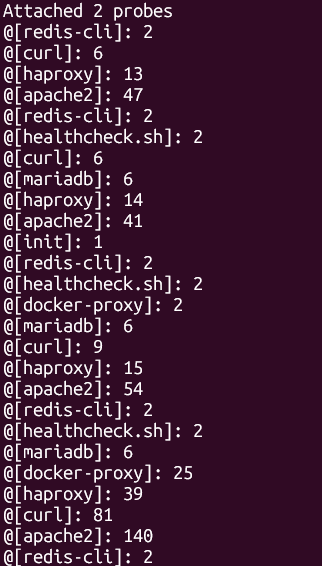 Attached 2 probes
@[redis-cli]: 2
@[curl]: 6
@[haproxy]: 13
@[apache2]: 47
@[redis-cli]: 2
@[healthcheck.sh]: 2
@[curl]: 6
@[mariadb]: 6
@[haproxy]: 14
@[apache2]: 41
@[init]: 1
@[redis-cli]: 2
@[healthcheck.sh]: 2
@[docker-proxy]: 2
@[mariadb]: 6
@[curl]: 9
@[haproxy]: 15
@[apache2]: 54
@[redis-cli]: 2
@[healthcheck.sh]: 2
@[mariadb]: 6
@[docker-proxy]: 25
@[haproxy]: 39
@[curl]: 81
@[apache2]: 140
@[redis-cli]: 2